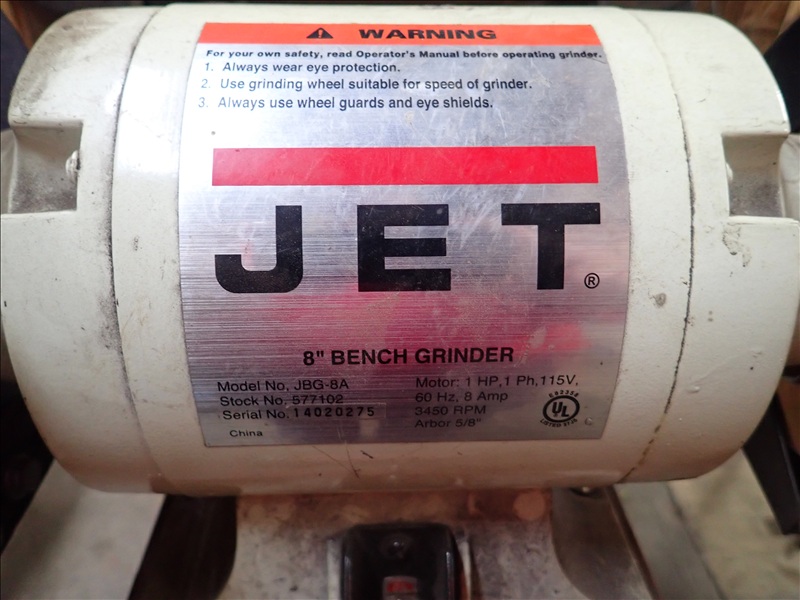 WARNING
For your own safety, read Operator's Manual before operating grinder.
1. Always wear eye protection.
2. Use grinding wheel suitable for speed of grinder.
3. Always use wheel guards and eye shields.
JET®
8" BENCH GRINDER
Model No, JBG-8A
Stock No. 577102
Serial No. 14020275
China
Motor: 1 HP,1 Ph,115V,
60 Hz, 8 Amp
3450 RPM
Arbor 5/8"
UL